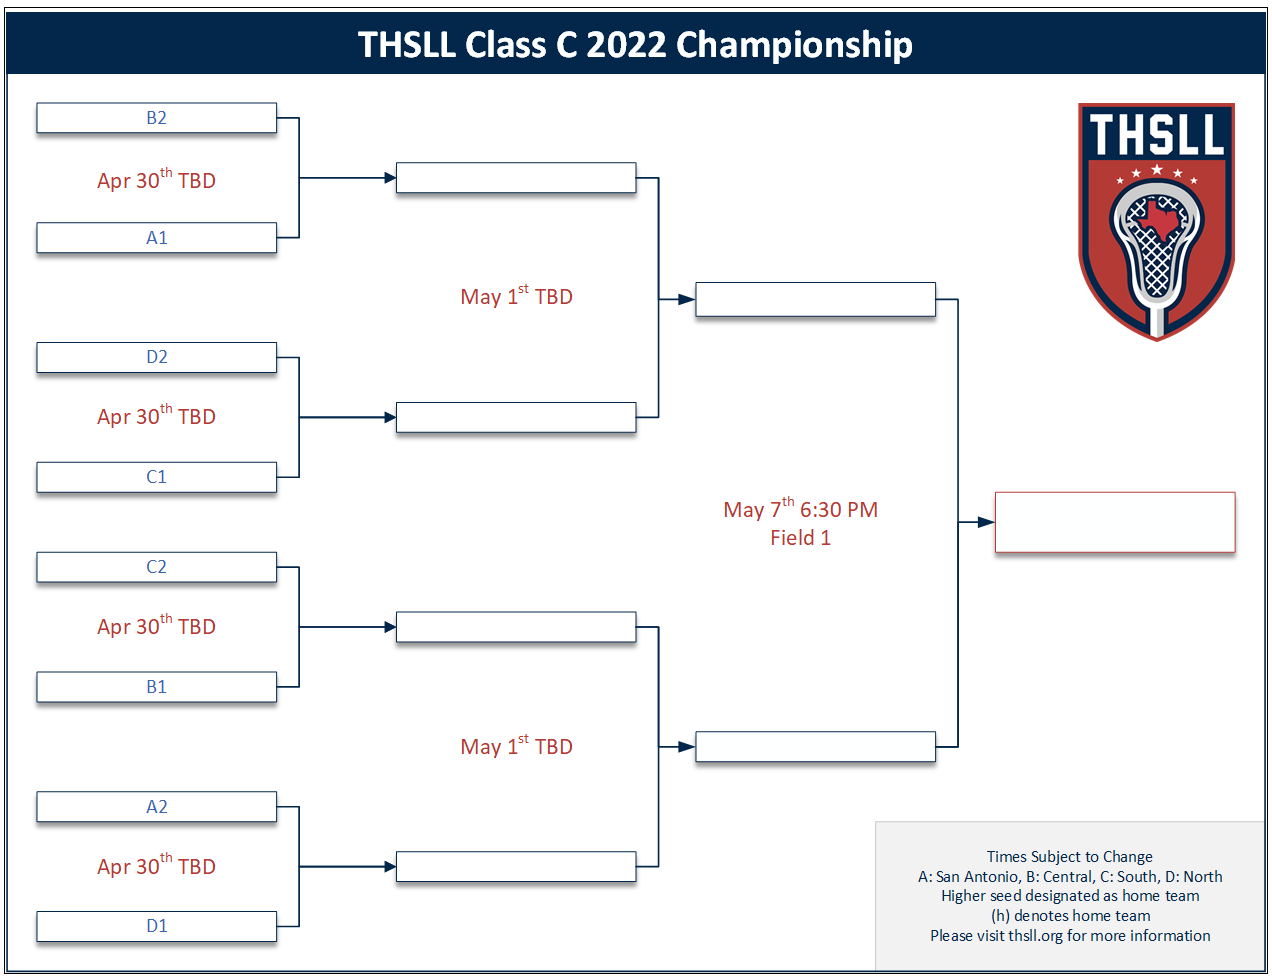 THSLL Class C 2022 Championship
THSLL
B2
Apr 30th TBD
A1
May 1st TBD
D2
Apr 30th TBD
C1
May 7th 6:30 PM
Field 1
C2
Apr 30th TBD
B1
May 1st TBD
A2
Apr 30th TBD
D1
Times Subject to Change
A: San Antonio, B: Central, C: South, D: North
Higher seed designated as home team
(h) denotes home team
Please visit thsll.org for more information